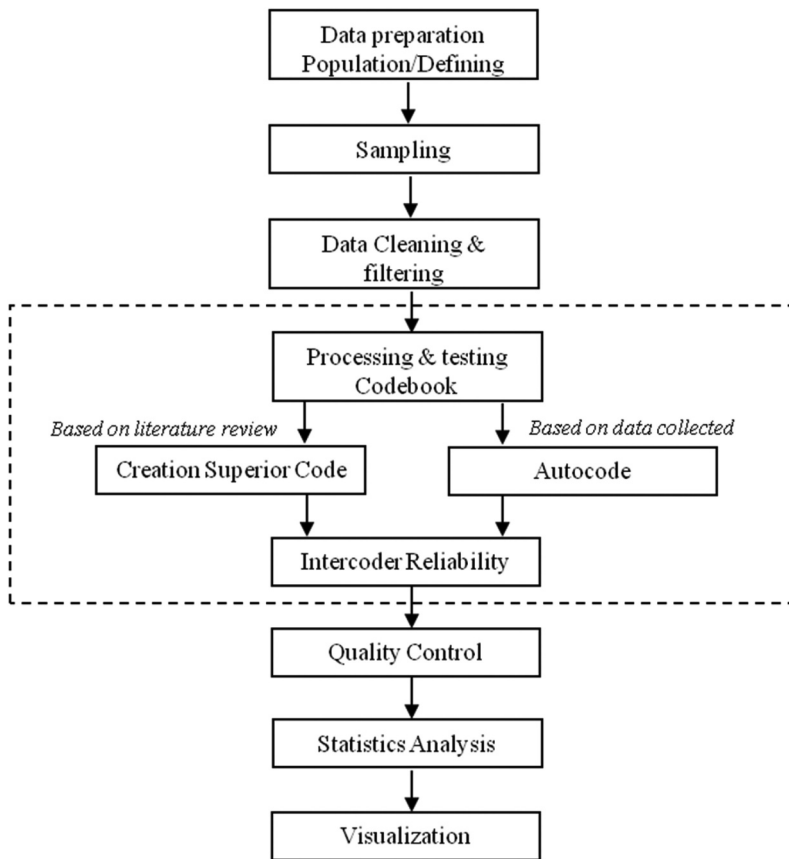 Data preparation
Population/Defining
Sampling
Data Cleaning &
filtering
Processing & testing
Codebook
Based on literature review
Based on data collected
Creation Superior Code
Autocode
Intercoder Reliability
Quality Control
Statistics Analysis
Visualization